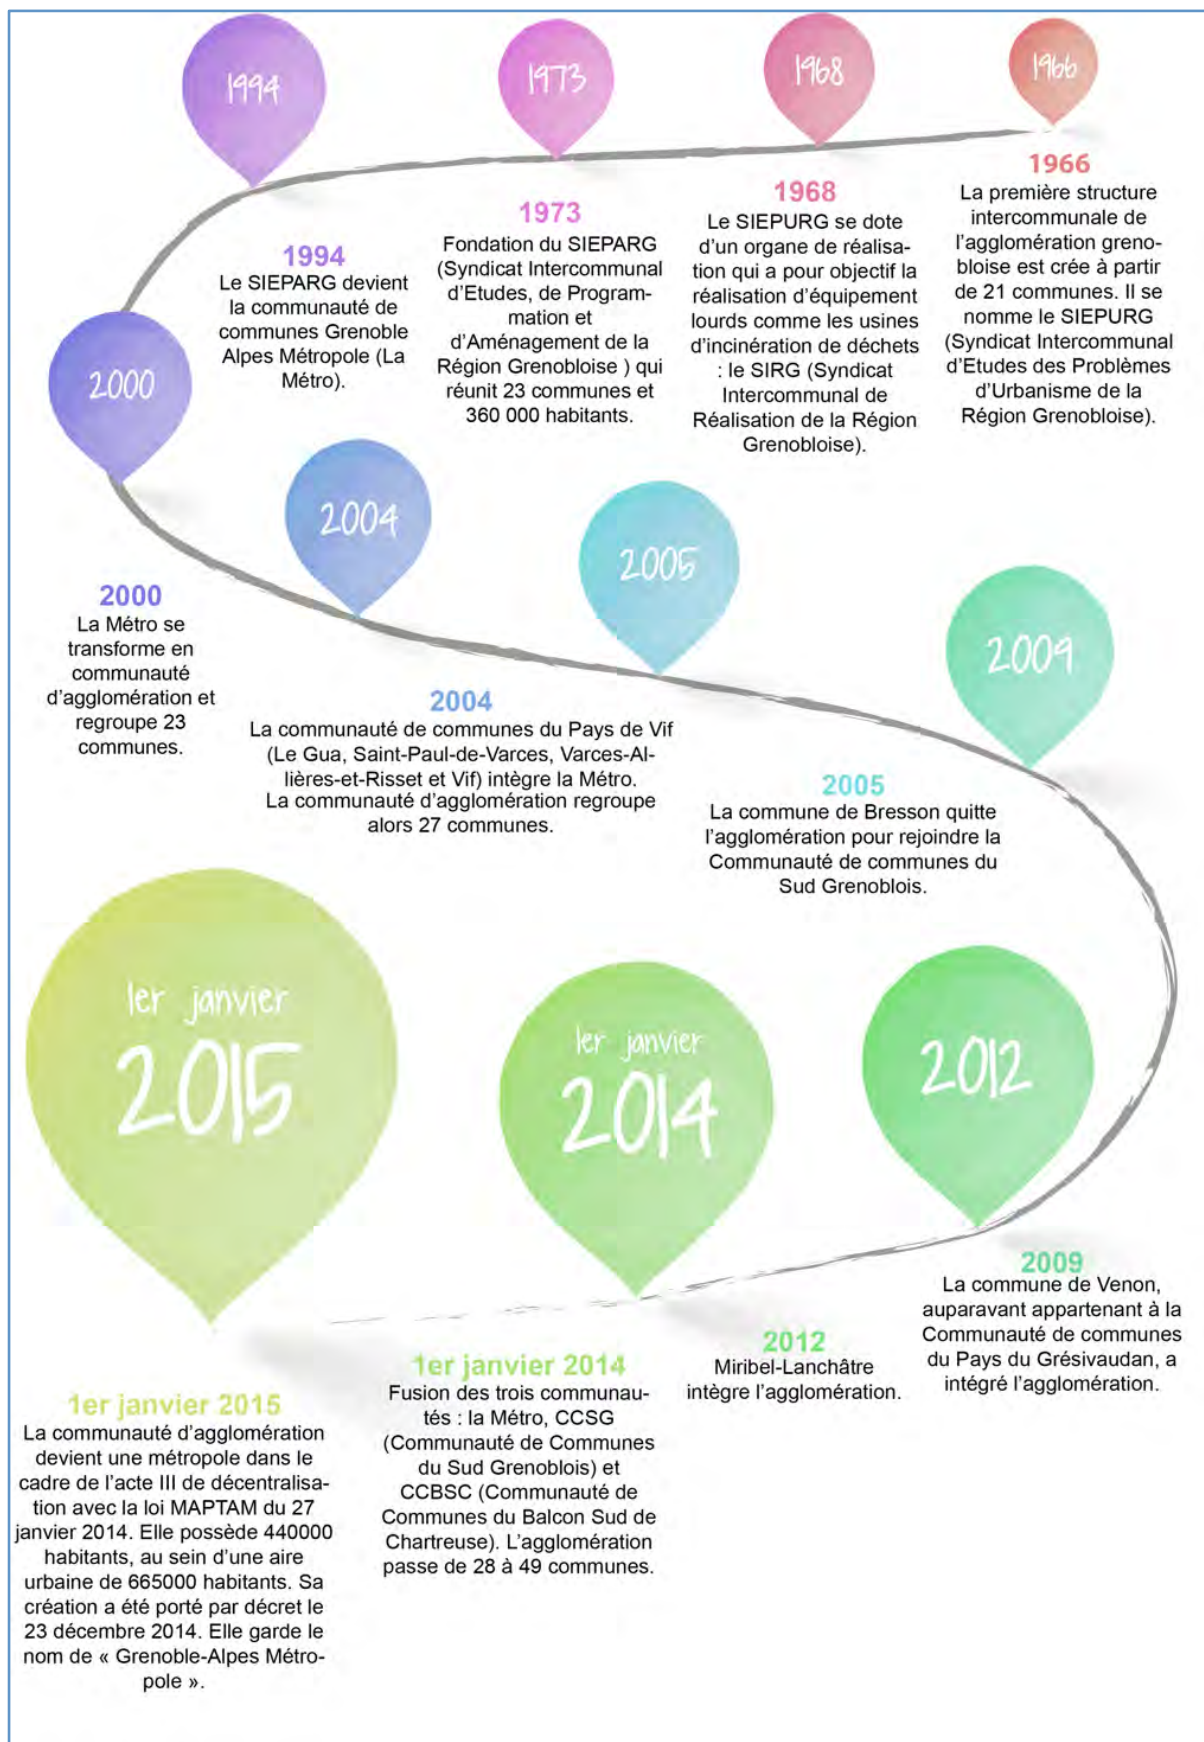 1994
1973
1968
1966
1966
La première structure
intercommunale de
l'agglomération greno-
bloise est crée à partir
de 21 communes. Il se
nomme le SIEPURG
(Syndicat Intercommunal
d'Etudes des Problèmes
d'Urbanisme de la
Région Grenobloise).
1968
Le SIEPURG se dote
d'un organe de réalisa-
tion qui a pour objectif la
réalisation d'équipement
lourds comme les usines
d'incinération de déchets
: le SIRG (Syndicat
Intercommunal de
Réalisation de la Région
Grenobloise).
1973
Fondation du SIEPARG
(Syndicat Intercommunal
d'Etudes, de Program-
mation et
d'Aménagement de la
Région Grenobloise ) qui
réunit 23 communes et
360 000 habitants.
1994
Le SIEPARG devient
la communauté de
communes Grenoble
Alpes Métropole (La
Métro).
2000
2004
2005
2009
2000
La Métro se
transforme en
communauté
d'agglomération et
regroupe 23
communes.
2004
La communauté de communes du Pays de Vif
(Le Gua, Saint-Paul-de-Varces, Varces-Al-
lières-et-Risset et Vif) intègre la Métro.
La communauté d'agglomération regroupe
alors 27 communes.
2005
La commune de Bresson quitte
l'agglomération pour rejoindre la
Communauté de communes du
Sud Grenoblois.
1er janvier
2015
1er janvier
2014
2012
2009
La commune de Venon,
auparavant appartenant à la
Communauté de communes
du Pays du Grésivaudan, a
intégré l'agglomération.
2012
Miribel-Lanchâtre
intègre l'agglomération.
1er janvier 2014
Fusion des trois communau-
tés : la Métro, CCSG
(Communauté de Communes
du Sud Grenoblois) et
CCBSC (Communauté de
Communes du Balcon Sud de
Chartreuse). L'agglomération
passe de 28 à 49 communes.
1er janvier 2015
La communauté d'agglomération
devient une métropole dans le
cadre de l'acte III de décentralisa-
tion avec la loi MAPTAM du 27
janvier 2014. Elle possède 440000
habitants, au sein d'une aire
urbaine de 665000 habitants. Sa
création a été porté par décret le
23 décembre 2014. Elle garde le
nom de « Grenoble-Alpes Métro-
pole ».